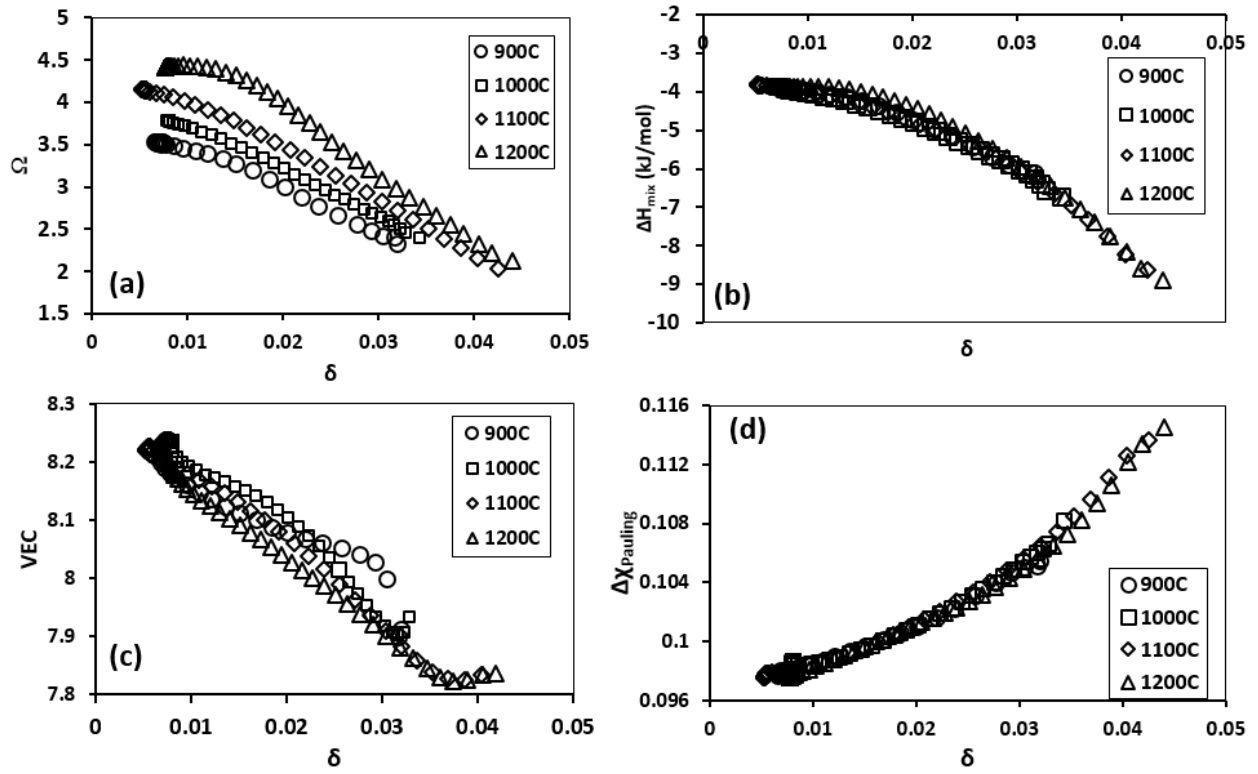 5
4.5
4
3.5
3
2.5
2
1.5
0
0.01
0.02
0.03
0.04
0.05
Ω
δ
900C
1000C
1100C
1200C
(a)
-2
-3
-4
-5
-6
-7
-8
-9
-10
0
0.01
0.02
0.03
0.04
0.05
ΔHmix (kJ/mol)
δ
900C
1000C
1100C
1200C
(b)
8.3
8.2
8.1
8
7.9
7.8
0
0.01
0.02
0.03
0.04
0.05
VEC
δ
900C
1000C
1100C
1200C
(c)
0.116
0.112
0.108
0.104
0.1
0.096
0
0.01
0.02
0.03
0.04
0.05
ΔχPauling
δ
900C
1000C
1100C
1200C
(d)